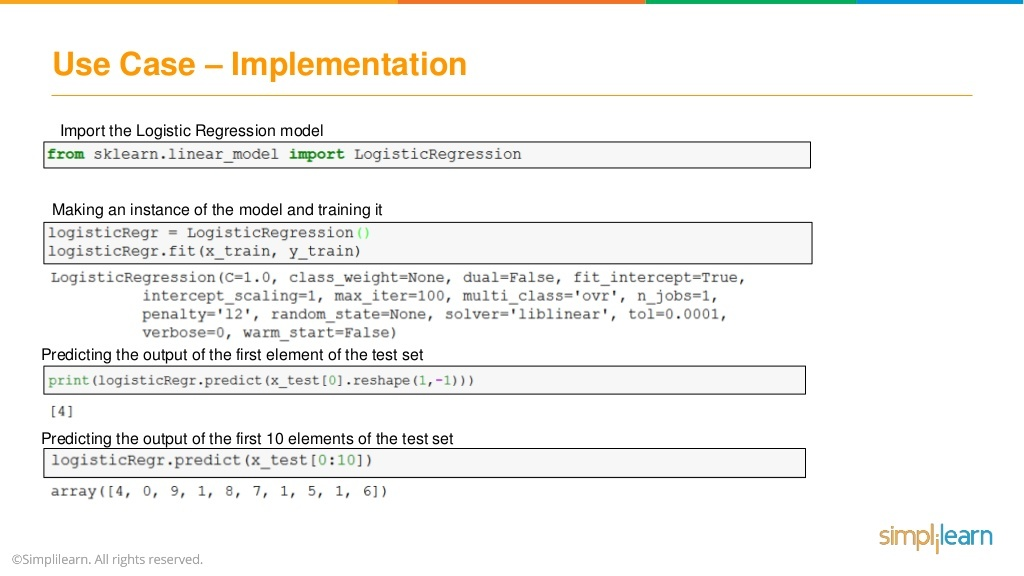 Use Case – Implementation
Import the Logistic Regression model
from sklearn.linear_model import LogisticRegression
Making an instance of the model and training it
logisticRegr = LogisticRegression()
logisticRegr.fit(x_train, y_train)
LogisticRegression(C=1.0, class_weight=None, dual=False, fit_intercept=True,
intercept_scaling=1, max_iter=100, multi_class='ovr', n_jobs=1,
penalty='l2', random_state=None, solver='liblinear', tol=0.0001,
verbose=0, warm_start=False)
Predicting the output of the first element of the test set
print(logisticRegr.predict(x_test[0].reshape(1,-1)))
[4]
Predicting the output of the first 10 elements of the test set
logisticRegr.predict(x_test[0:10])
array([4, 0, 9, 1, 8, 7, 1, 5, 1, 6])
simplilearn
©Simplilearn. All rights reserved.